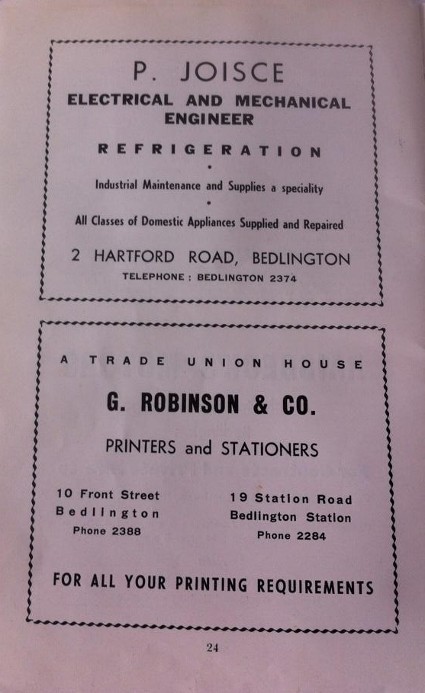 P. JOISCE
ELECTRICAL AND MECHANICAL
ENGINEER
REFRIGERATION
Industrial Maintenance and Supplies a speciality
All Classes of Domestic Appliances Supplied and Repaired
2 HARTFORD ROAD, BEDLINGTON
TELEPHONE : BEDLINGTON 2374
A TRADE UNION HOUSE
G. ROBINSON & CO.
PRINTERS and STATIONERS
10 Front Street
Bedlington
Phone 2388
19 Station Road
Bedlington Station
Phone 2284
FOR ALL YOUR PRINTING REQUIREMENTS
24